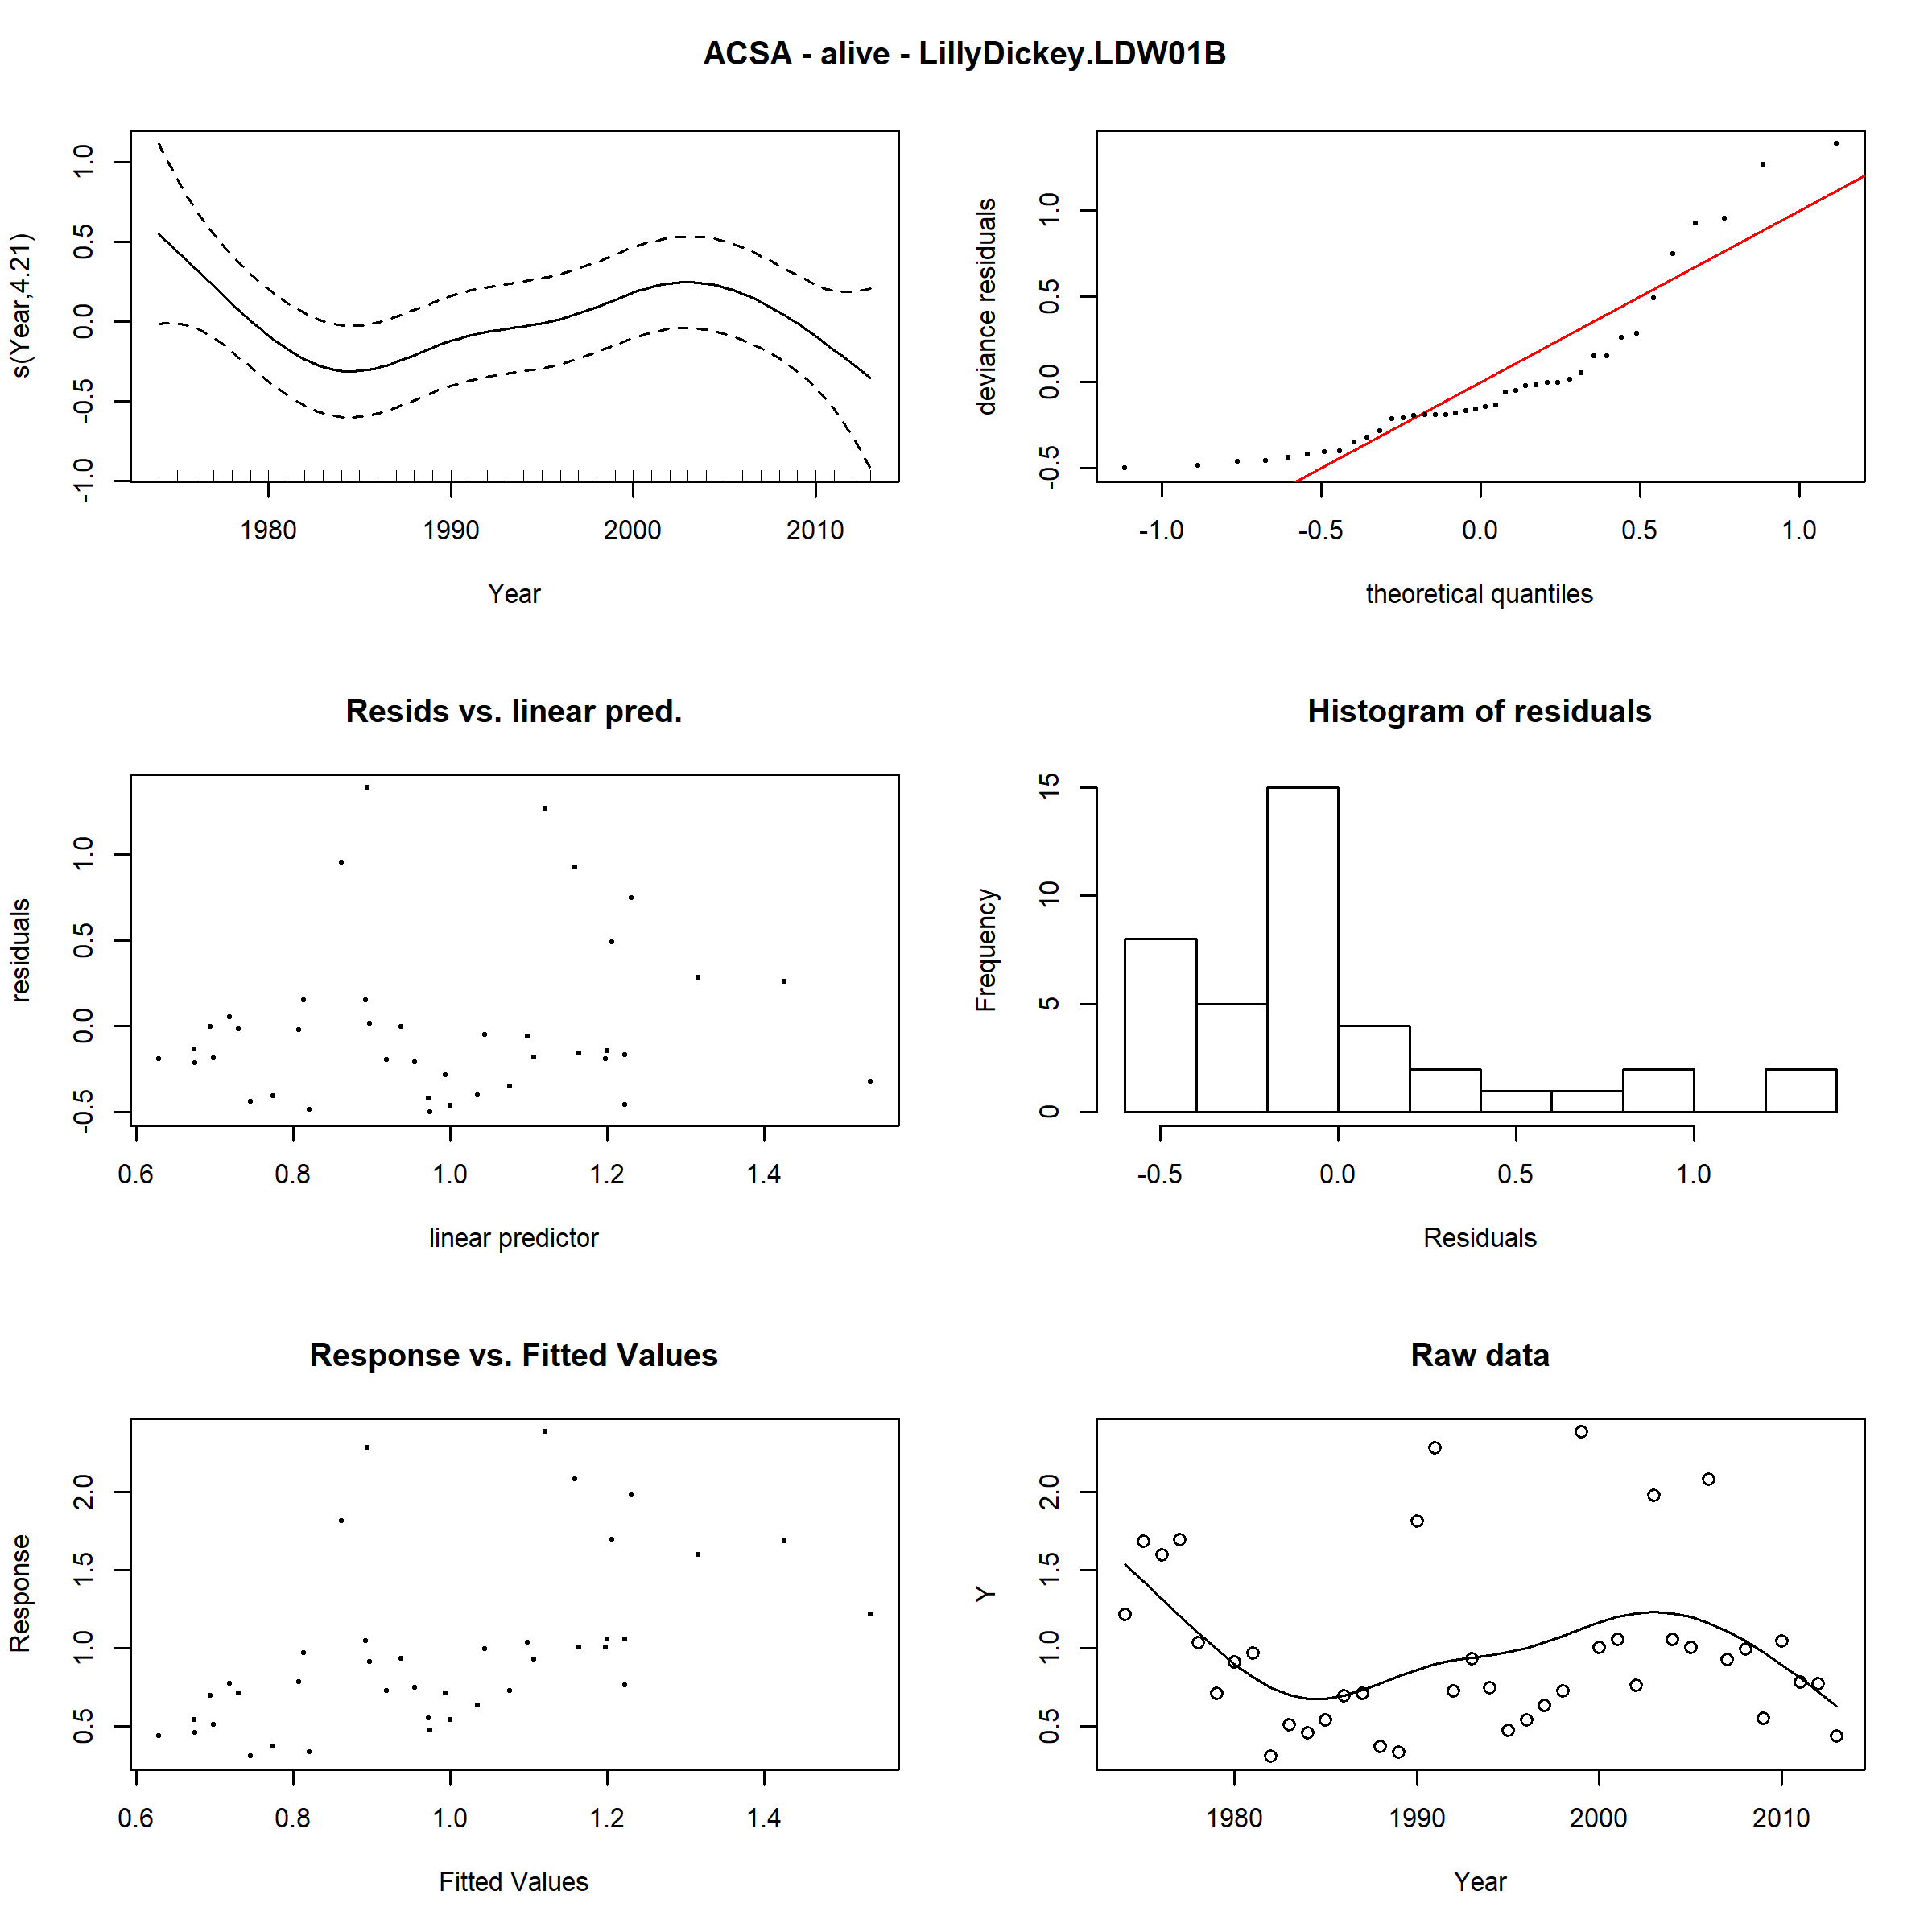 ACSA - alive - LillyDickey.LDW01B
s(Year,4.21)
-1.0 -0.5 0.0 0.5 1.0
1980 1990 2000 2010
Year
deviance residuals
-0.5 0.0 0.5 1.0
-1.0 -0.5 0.0 0.5 1.0
theoretical quantiles
Resids vs. linear pred.
residuals
-0.5 0.0 0.5 1.0
0.6 0.8 1.0 1.2 1.4
linear predictor
Histogram of residuals
Frequency
0 5 10 15
-0.5 0.0 0.5 1.0
Residuals
Response vs. Fitted Values
Response
0.5 1.0 1.5 2.0
0.6 0.8 1.0 1.2 1.4
Fitted Values
Raw data
Y
0.5 1.0 1.5 2.0
1980 1990 2000 2010
Year